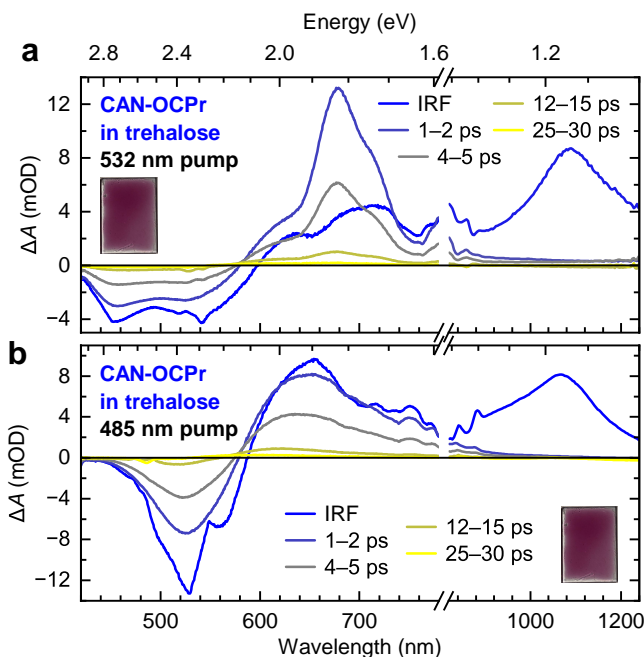 Energy (eV)
2.8 2.4 2.0 1.6 1.2
a
CAN-OCPr
in trehalose
532 nm pump
IRF
1–2 ps
4–5 ps
12–15 ps
25–30 ps
ΔA (mOD)
12
8
4
0
−4
b
CAN-OCPr
in trehalose
485 nm pump
IRF
1–2 ps
4–5 ps
12–15 ps
25–30 ps
ΔA (mOD)
8
4
0
−4
−8
−12
500 600 700 1000 1200
Wavelength (nm)